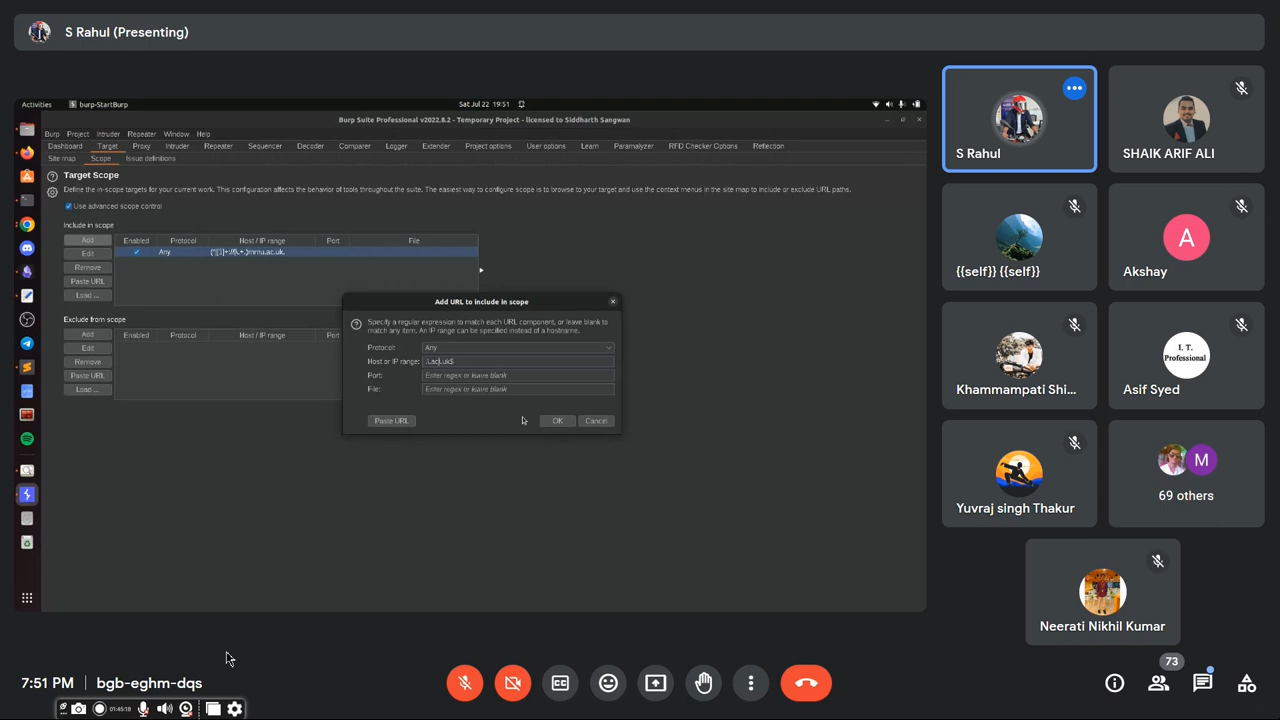 S Rahul (Presenting)
Activities
burp-StartBurp
Sat Jul 22 19:51
Burp Suite Professional v2022.8.2 - Temporary Project - licensed to Siddharth Sangwan
Burp Project Intruder Repeater Window Help
Dashboard Target Proxy Intruder Repeater Sequencer Decoder Comparer Logger Extender Project options User options Learn Paramalyzer RFD Checker Options Reflection
Site map Scope Issue definitions
Target Scope
Define the in-scope targets for your current work. This configuration affects the behavior of tools throughout the suite. The easiest way to configure scope is to browse to your target and use the context menus in the site map to include or exclude URL paths.
Use advanced scope control
Include in scope
Add
Edit
Remove
Paste URL
Load ...
Enabled Protocol Host / IP range Port File
Any
Exclude from scope
Add
Edit
Remove
Paste URL
Load ...
Enabled Protocol Host / IP range Port
Add URL to include in scope
Specify a regular expression to match each URL component, or leave blank to
match any item. An IP range can be specified instead of a hostname.
Protocol: Any
Host or IP range:
Port: Enter regex or leave blank
File: Enter regex or leave blank
Paste URL OK Cancel
S Rahul
SHAIK ARIF ALI
{{self}} {{self}}
A
Akshay
Khammampati Shi...
I. T.
Professional
Asif Syed
Yuvraj singh Thakur
M
69 others
Neerati Nikhil Kumar
7:51 PM | bgb-eghm-dqs
73
01:45:18